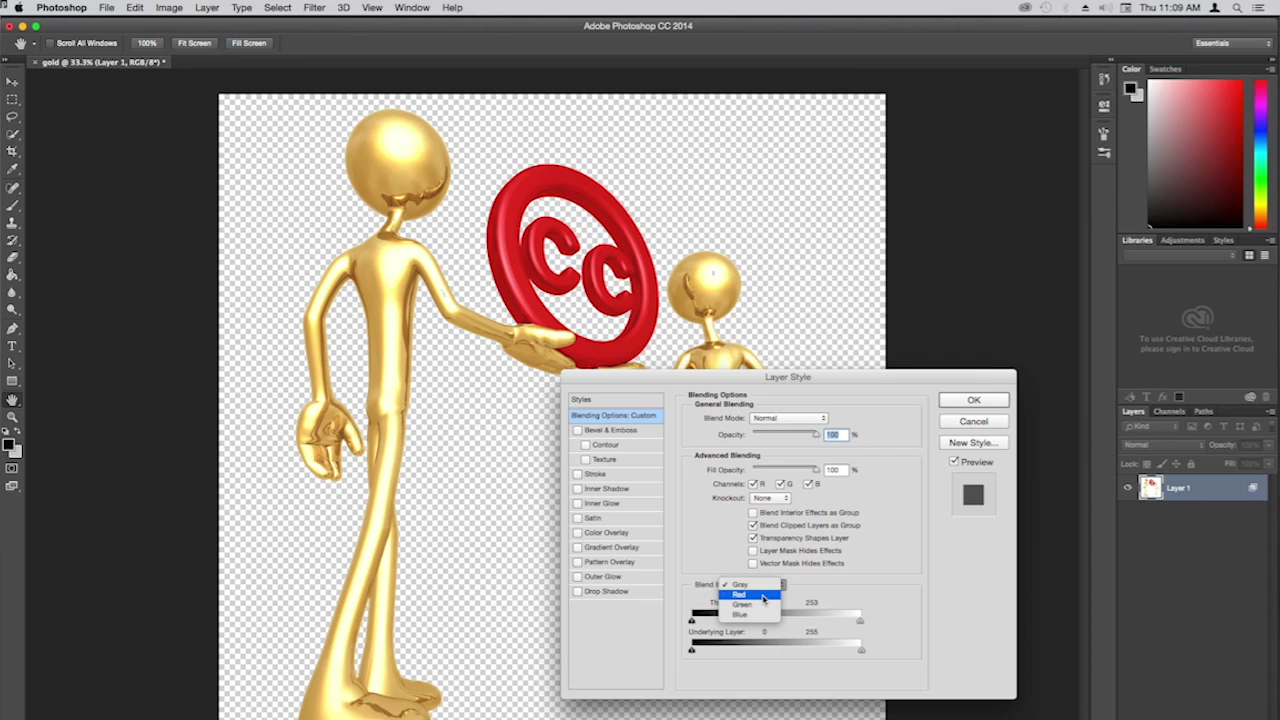 Photoshop File Edit Image Layer Type Select Filter 3D View Window Help Thu 11:09 AM
Adobe Photoshop CC 2014
Scroll All Windows 100% Fit Screen Fill Screen Essentials
gold @ 33.3% (Layer 1, RGB/8*) *
Color Swatches
CC
Libraries Adjustments Styles
To use Creative Cloud Libraries,
please sign in to Creative Cloud
Layers Channels Paths
Kind
Normal Opacity: 100%
Lock: Fill: 100%
Layer 1
Layer Style
Styles
Blending Options: Custom
Bevel & Emboss
Contour
Texture
Stroke
Inner Shadow
Inner Glow
Satin
Color Overlay
Gradient Overlay
Pattern Overlay
Outer Glow
Drop Shadow
Blending Options
General Blending
Blend Mode: Normal
Opacity: 100 %
Advanced Blending
Fill Opacity: 100 %
Channels: R G B
Knockout: None
Blend Interior Effects as Group
Blend Clipped Layers as Group
Transparency Shapes Layer
Layer Mask Hides Effects
Vector Mask Hides Effects
Blend
Gray
Red
Green
Blue
253
Underlying Layer: 0 255
OK
Cancel
New Style...
Preview